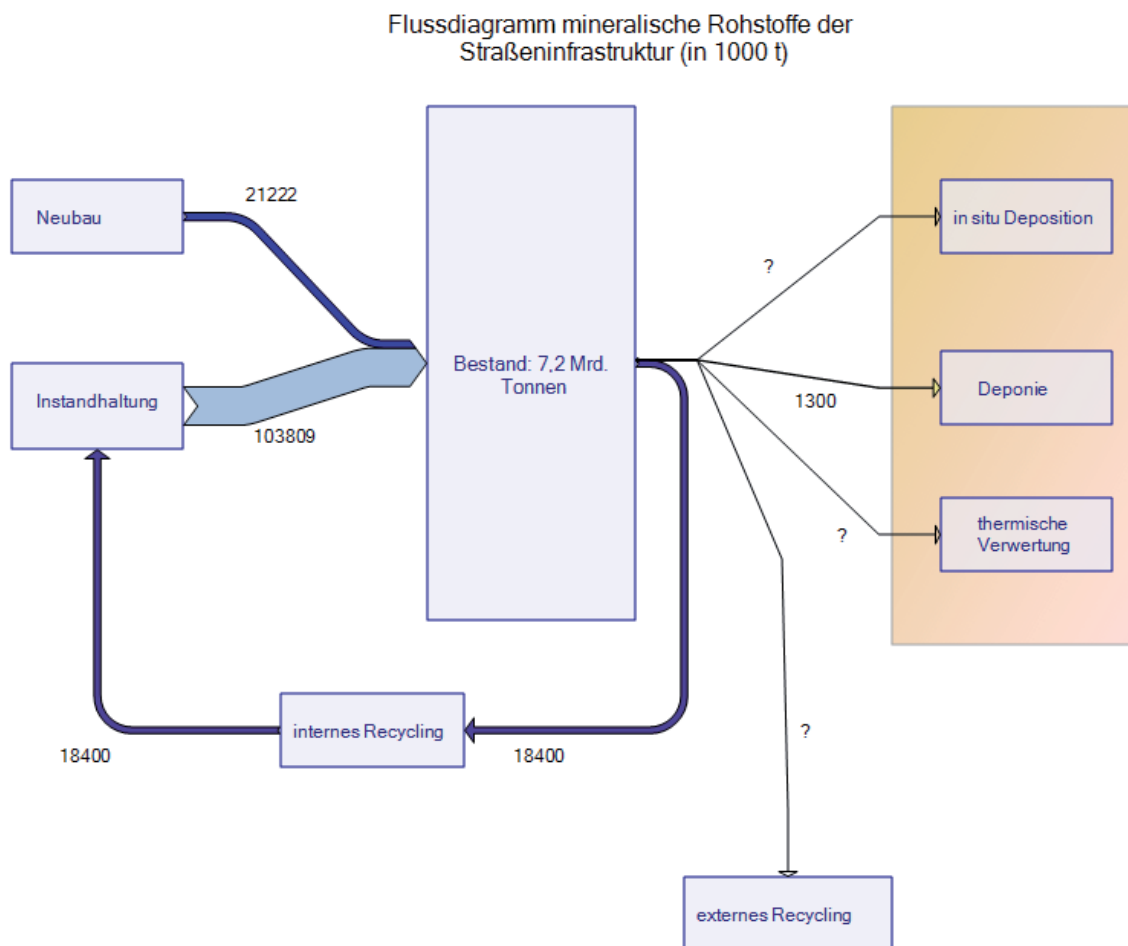 Flussdiagramm mineralische Rohstoffe der
Straßeninfrastruktur (in 1000 t)
Neubau
21222
in situ Deposition
?
Instandhaltung
103809
Bestand: 7,2 Mrd.
Tonnen
1300
Deponie
?
thermische
Verwertung
internes Recycling
18400
18400
?
externes Recycling